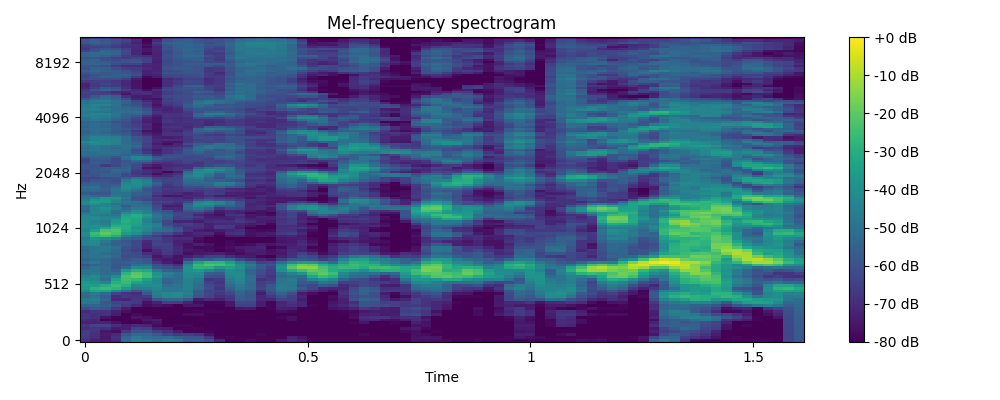 Mel-frequency spectrogram
Hz
8192
4096
2048
1024
512
0
0
0.5
1
1.5
Time
+0 dB
-10 dB
-20 dB
-30 dB
-40 dB
-50 dB
-60 dB
-70 dB
-80 dB